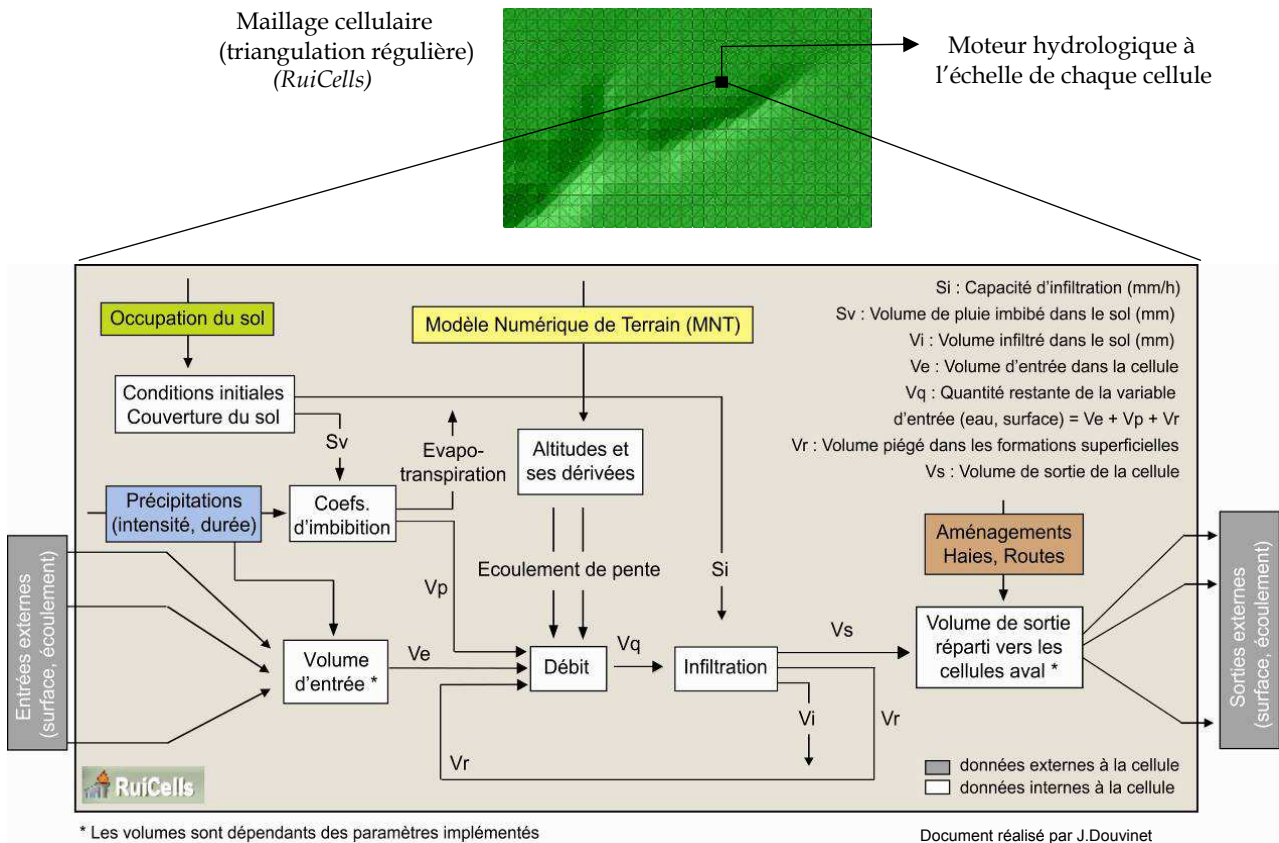 Maillage cellulaire
(triangulation régulière)
(RuiCells)
Moteur hydrologique à
l'échelle de chaque cellule
Occupation du sol
Modèle Numérique de Terrain (MNT)
Si : Capacité d'infiltration (mm/h)
Sv : Volume de pluie imbibé dans le sol (mm)
Vi : Volume infiltré dans le sol (mm)
Ve : Volume d'entrée dans la cellule
Vq : Quantité restante de la variable
d'entrée (eau, surface) = Ve + Vp + Vr
Vr : Volume piégé dans les formations superficielles
Vs : Volume de sortie de la cellule
Conditions initiales
Couverture du sol
Sv
Evapo-
transpiration
Altitudes et
ses dérivées
Précipitations
(intensité, durée)
Coefs.
d'imbibition
Aménagements
Haies, Routes
Entrées externes
(surface, écoulement)
Sorties externes
(surface, écoulement)
Vp
Ecoulement de pente
Si
Volume
d'entrée *
Ve
Débit
Vq
Infiltration
Vs
Volume de sortie
réparti vers les
cellules aval *
Vi
Vr
Vr
RuiCells
données externes à la cellule
données internes à la cellule
* Les volumes sont dépendants des paramètres implémentés
Document réalisé par J.Douvinet